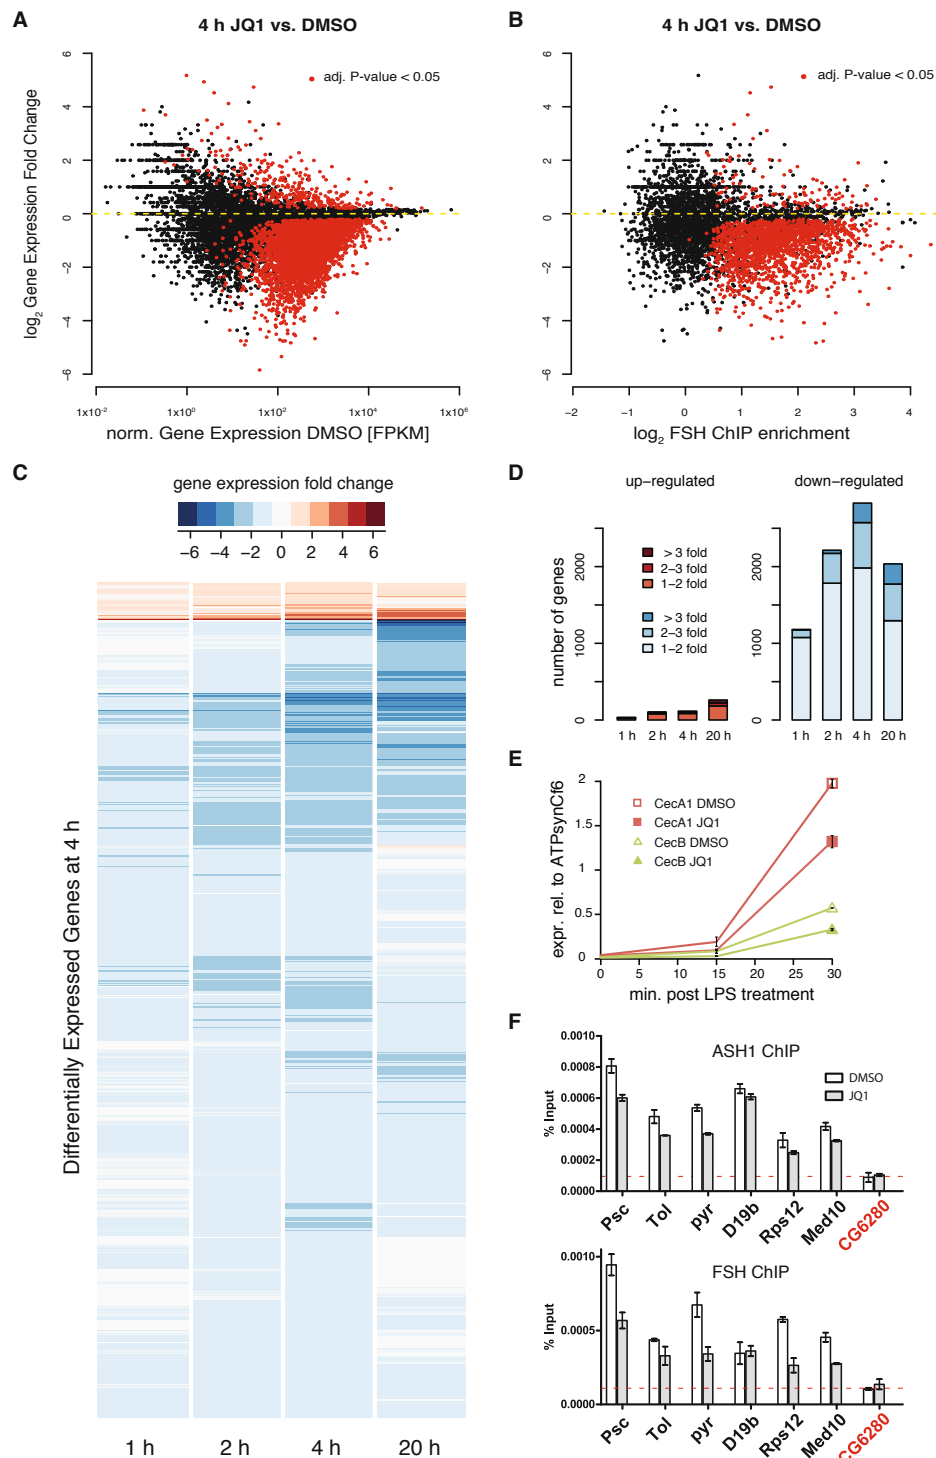 A
4 h JQ1 vs. DMSO
adj. P-value < 0.05
log2 Gene Expression Fold Change
6
4
2
0
−2
−4
−6
1x10-2
1x100
1x102
1x104
1x106
norm. Gene Expression DMSO [FPKM]
B
4 h JQ1 vs. DMSO
adj. P-value < 0.05
6
4
2
0
−2
−4
−6
−2
−1
0
1
2
3
4
log2 FSH ChIP enrichment
C
gene expression fold change
−6
−4
−2
0
2
4
6
Differentially Expressed Genes at 4 h
1 h
2 h
4 h
20 h
D
up−regulated
down−regulated
number of genes
2000
1000
0
> 3 fold
2−3 fold
1−2 fold
> 3 fold
2−3 fold
1−2 fold
1 h
2 h
4 h
20 h
2000
1000
0
1 h
2 h
4 h
20 h
E
expr. rel. to ATPsynCf6
2
1.5
1
0.5
0
CecA1 DMSO
CecA1 JQ1
CecB DMSO
CecB JQ1
0
5
10
15
20
25
30
min. post LPS treatment
F
ASH1 ChIP
DMSO
JQ1
% Input
0.0010
0.0008
0.0006
0.0004
0.0002
0.0000
Psc
Tol
pyr
D19b
Rps12
Med10
CG6280
FSH ChIP
% Input
0.0010
0.0005
0.0000
Psc
Tol
pyr
D19b
Rps12
Med10
CG6280